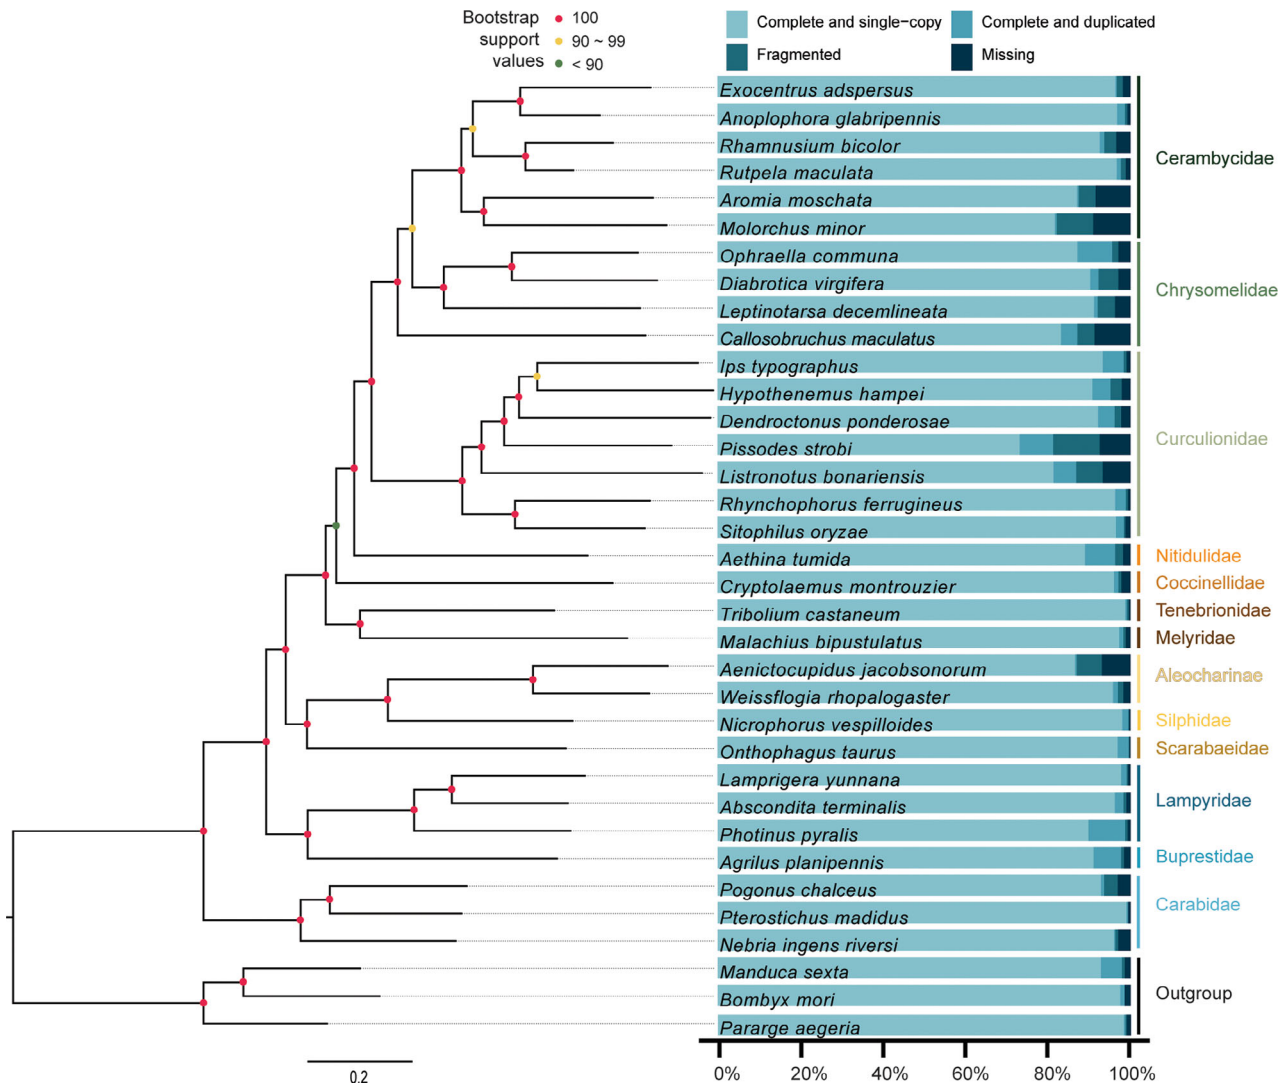 Bootstrap
support
values
100
90 ~ 99
< 90
Complete and single−copy
Complete and duplicated
Fragmented
Missing
Exocentrus adspersus
Anoplophora glabripennis
Rhamnusium bicolor
Rutpela maculata
Aromia moschata
Molorchus minor
Cerambycidae
Ophraella communa
Diabrotica virgifera
Leptinotarsa decemlineata
Callosobruchus maculatus
Chrysomelidae
Ips typographus
Hypothenemus hampei
Dendroctonus ponderosae
Pissodes strobi
Listronotus bonariensis
Rhynchophorus ferrugineus
Sitophilus oryzae
Curculionidae
Aethina tumida
Nitidulidae
Cryptolaemus montrouzier
Coccinellidae
Tribolium castaneum
Tenebrionidae
Malachius bipustulatus
Melyridae
Aenictocupidus jacobsonorum
Weissflogia rhopalogaster
Aleocharinae
Nicrophorus vespilloides
Silphidae
Onthophagus taurus
Scarabaeidae
Lamprigera yunnana
Abscondita terminalis
Photinus pyralis
Lampyridae
Agrilus planipennis
Buprestidae
Pogonus chalceus
Pterostichus madidus
Nebria ingens riversi
Carabidae
Manduca sexta
Bombyx mori
Pararge aegeria
Outgroup
0.2
0%
20%
40%
60%
80%
100%